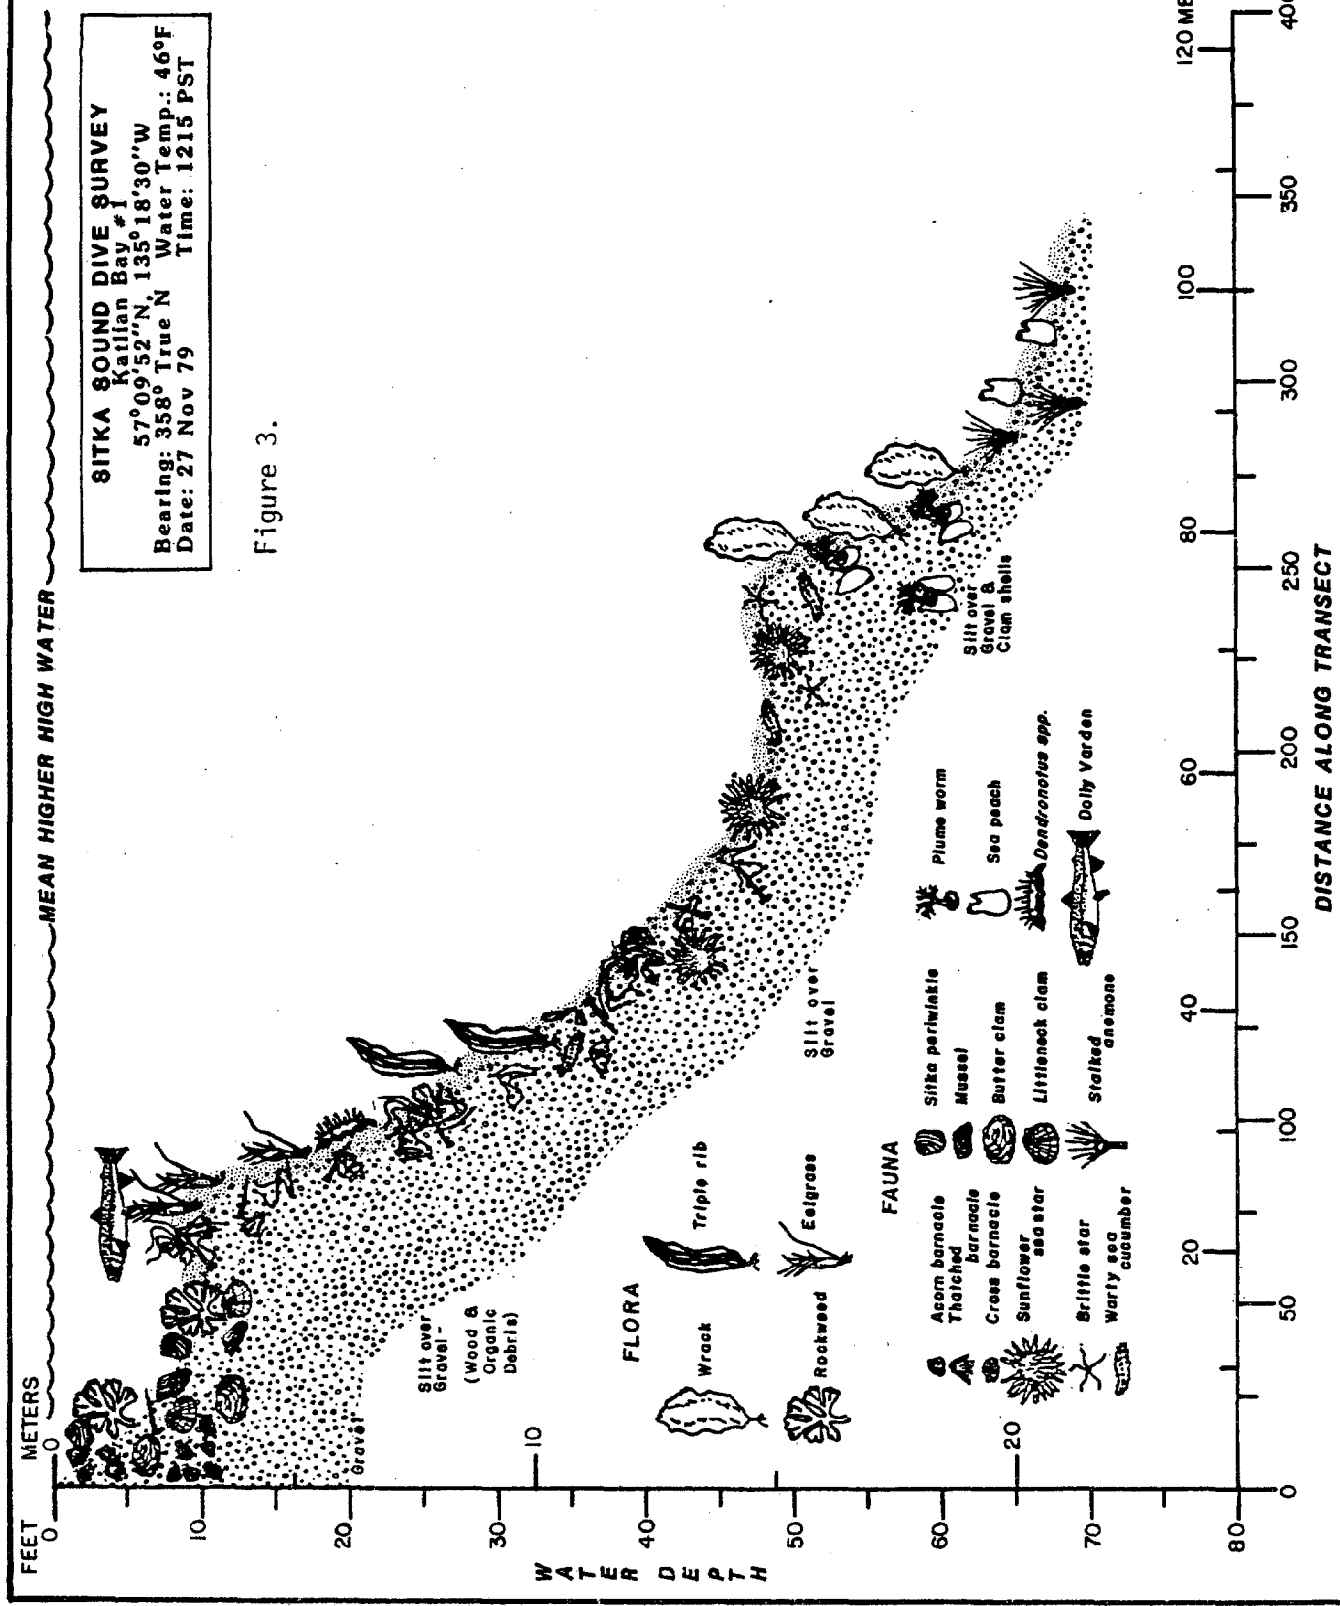 SITKA SOUND DIVE SURVEY
Katlian Bay #1
57°09'52"N, 135°18'30"W
Bearing: 358° True N Water Temp.: 46°F
Date: 27 Nov 79 Time: 1215 PST
Figure 3.
MEAN HIGHER HIGH WATER
FEET METERS
0 0
10
20
30
10
40
50
60
20
70
80
WATER DEPTH
Gravel
Silt over
Gravel-
(Wood &
Organic
Debris)
Silt over
Gravel
Silt over
Gravel &
Clam shells
FLORA
Wrack
Triple rib
Rockweed
Eelgrass
FAUNA
Acorn barnacle
Thatched
barnacle
Cross barnacle
Sunflower
sea star
Brittle star
Warty sea
cucumber
Sitka periwinkle
Mussel
Butter clam
Littleneck clam
Stalked
anemone
Plume worm
Sea peach
Dendronotus spp.
Dolly Varden
20 40 60 80 100 120 ME
0 50 100 150 200 250 300 350 400
DISTANCE ALONG TRANSECT